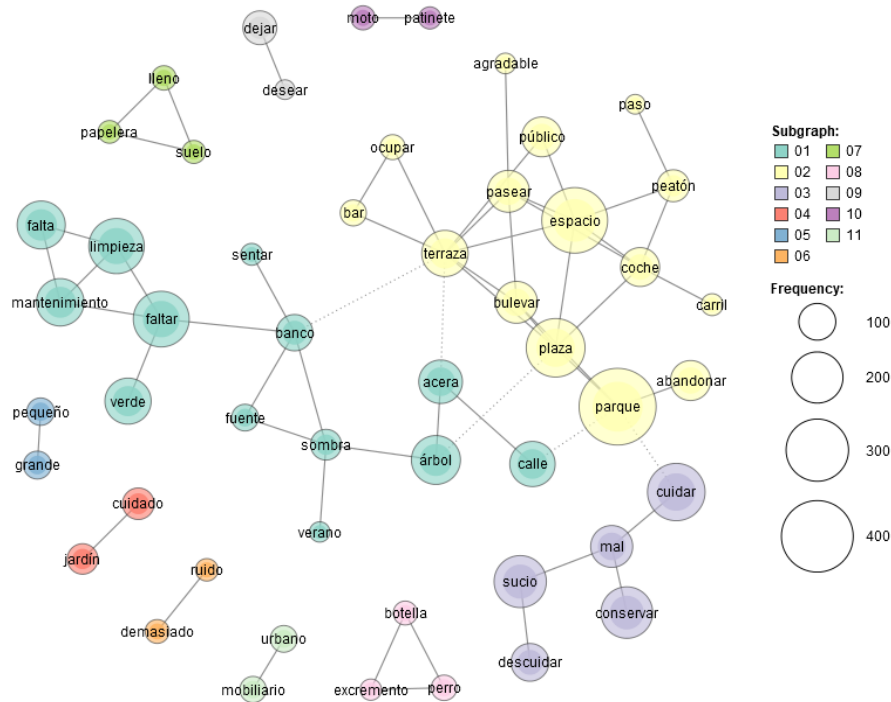 moto
patinete
dejar
desear
lleno
papelera
suelo
agradable
paso
público
ocupar
peatón
pasear
bar
espacio
terraza
coche
bulevar
carril
plaza
falta
limpieza
mantenimiento
faltar
sentar
banco
verde
acera
abandonar
parque
pequeño
fuente
sombra
árbol
calle
grande
cuidar
cuidado
verano
mal
jardín
sucio
ruido
conservar
demasiado
botella
urbano
descuidar
mobiliario
excremento
perro
Subgraph:
01 07
02 08
03 09
04 10
05 11
06
Frequency:
100
200
300
400